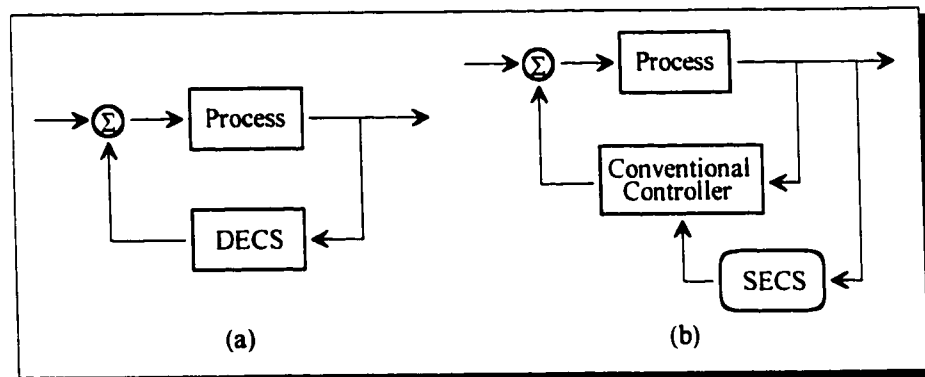 Σ
Process
DECS
(a)
Σ
Process
Conventional
Controller
SECS
(b)